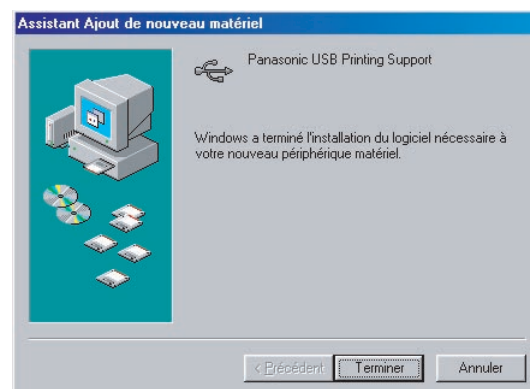 Assistant Ajout de nouveau matériel
Panasonic USB Printing Support
Windows a terminé l'installation du logiciel nécessaire à
votre nouveau périphérique matériel.
< Précédent
Terminer
Annuler